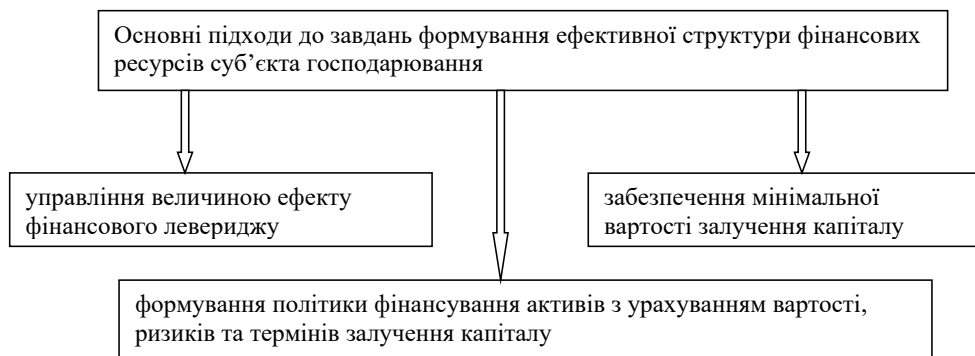 Основні підходи до завдань формування ефективної структури фінансових
ресурсів суб’єкта господарювання
управління величиною ефекту
фінансового левериджу
забезпечення мінімальної
вартості залучення капіталу
формування політики фінансування активів з урахуванням вартості,
ризиків та термінів залучення капіталу